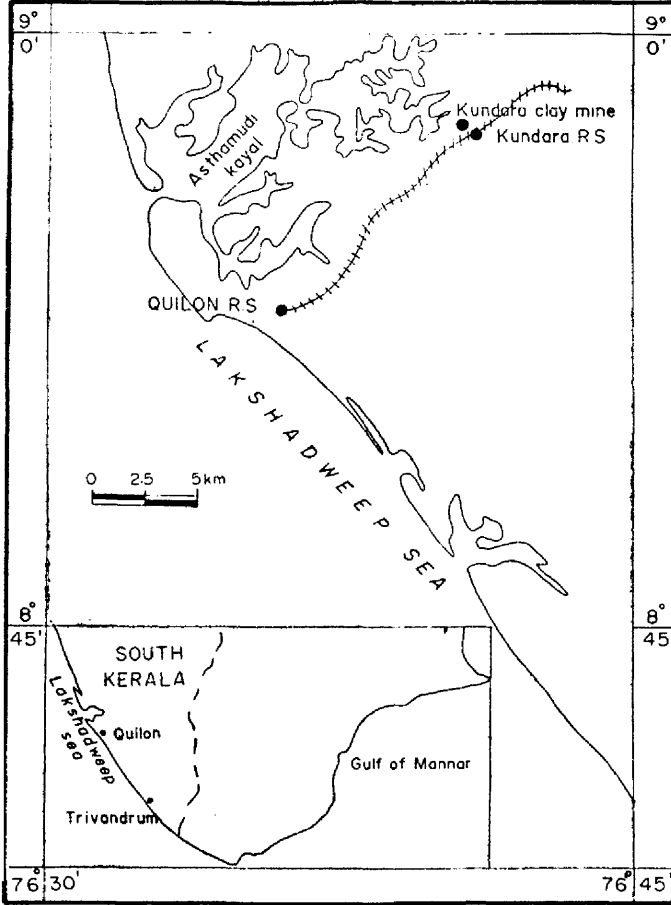 9° 9°
0' 0'
Kundara clay mine
Kundara RS
Asthamudi
kayal
QUILON R.S
LAKSHADWEEP SEA
0 2.5 5km
8° 8°
45' 45'
SOUTH
KERALA
Lakshadweep
sea
Quilon
Gulf of Mannar
Trivandrum
76° 30' 76° 45'